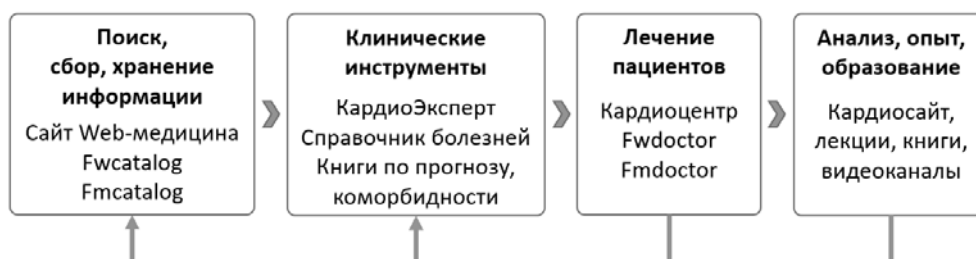 Поиск,
сбор, хранение
информации
Сайт Web-медицина
Fwcatalog
Fmcatalog
Клинические
инструменты
КардиоЭксперт
Справочник болезней
Книги по прогнозу,
коморбидности
Лечение
пациентов
Кардиоцентр
Fwdoctor
Fmdoctor
Анализ, опыт,
образование
Кардиосайт,
лекции, книги,
видеоканалы